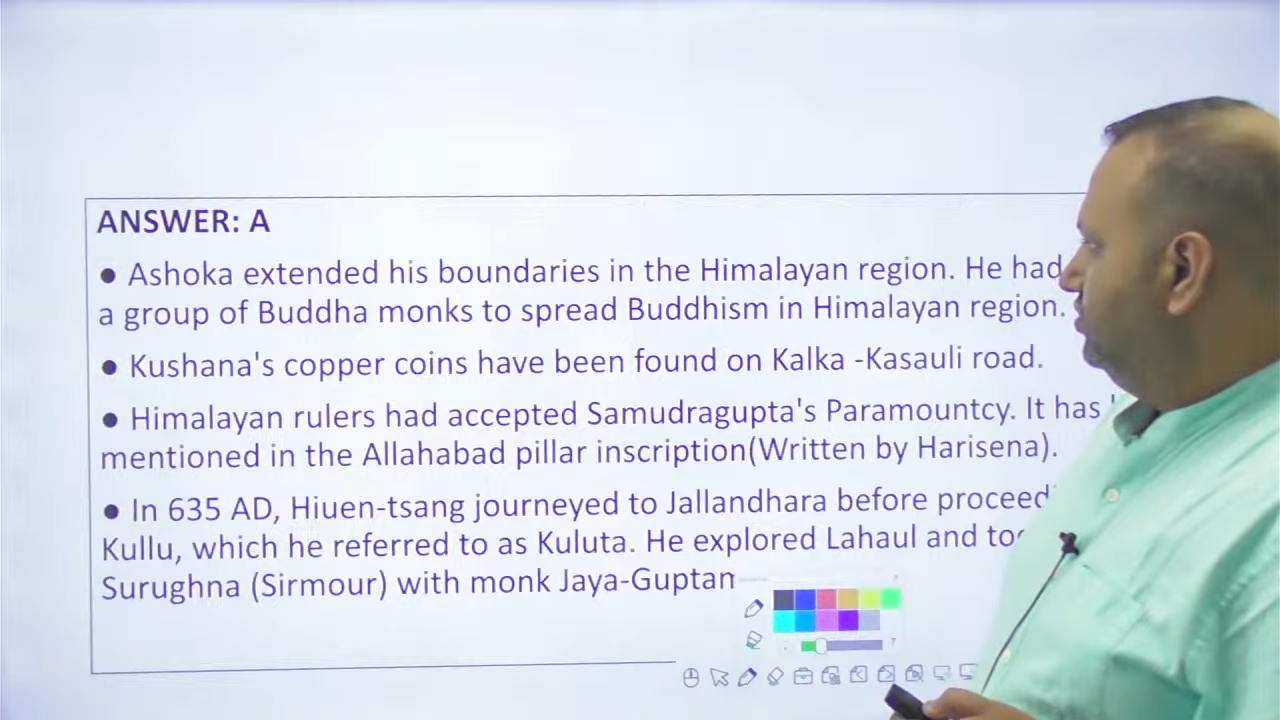 ANSWER: A
● Ashoka extended his boundaries in the Himalayan region. He had
a group of Buddha monks to spread Buddhism in Himalayan region.
● Kushana's copper coins have been found on Kalka -Kasauli road.
● Himalayan rulers had accepted Samudragupta's Paramountcy. It has
mentioned in the Allahabad pillar inscription(Written by Harisena).
● In 635 AD, Hiuen-tsang journeyed to Jallandhara before
Kullu, which he referred to as Kuluta. He explored Lahaul and
Surughna (Sirmour) with monk Jaya-Guptan
7